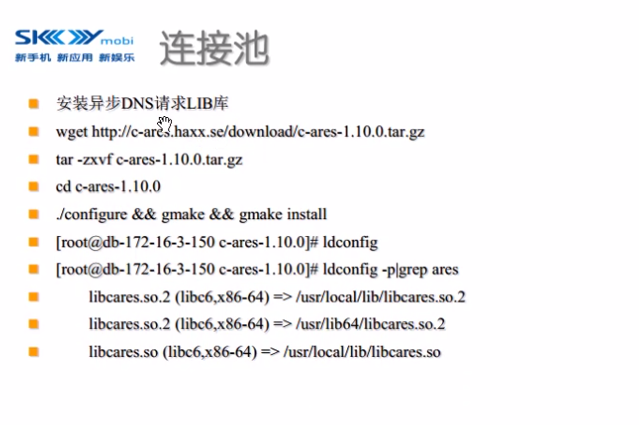 SKYmobi
新手机 新应用 新娱乐
连接池
安装异步DNS请求LIB库
wget http://c-ares.haxx.se/download/c-ares-1.10.0.tar.gz
tar -zxvf c-ares-1.10.0.tar.gz
cd c-ares-1.10.0
./configure && gmake && gmake install
[root@db-172-16-3-150 c-ares-1.10.0]# ldconfig
[root@db-172-16-3-150 c-ares-1.10.0]# ldconfig -p|grep ares
libcares.so.2 (libc6,x86-64) => /usr/local/lib/libcares.so.2
libcares.so.2 (libc6,x86-64) => /usr/lib64/libcares.so.2
libcares.so (libc6,x86-64) => /usr/local/lib/libcares.so